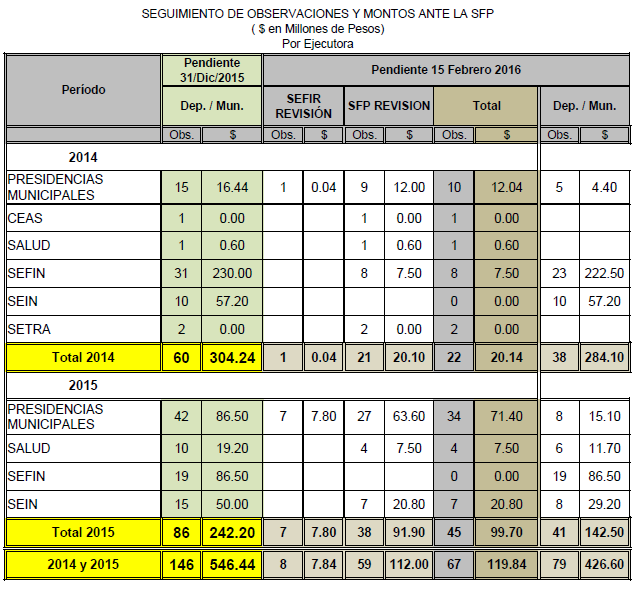 SEGUIMIENTO DE OBSERVACIONES Y MONTOS ANTE LA SFP
( $ en Millones de Pesos)
Por Ejecutora
Período Pendiente 31/Dic/2015 Pendiente 15 Febrero 2016
Dep. / Mun. SEFIR REVISIÓN SFP REVISION Total Dep. / Mun.
Obs. $ Obs. $ Obs. $ Obs. $ Obs. $
2014
PRESIDENCIAS MUNICIPALES 15 16.44 1 0.04 9 12.00 10 12.04 5 4.40
CEAS 1 0.00 1 0.00 1 0.00
SALUD 1 0.60 1 0.60 1 0.60
SEFIN 31 230.00 8 7.50 8 7.50 23 222.50
SEIN 10 57.20 0 0.00 10 57.20
SETRA 2 0.00 2 0.00 2 0.00
Total 2014 60 304.24 1 0.04 21 20.10 22 20.14 38 284.10
2015
PRESIDENCIAS MUNICIPALES 42 86.50 7 7.80 27 63.60 34 71.40 8 15.10
SALUD 10 19.20 4 7.50 4 7.50 6 11.70
SEFIN 19 86.50 0 0.00 19 86.50
SEIN 15 50.00 7 20.80 7 20.80 8 29.20
Total 2015 86 242.20 7 7.80 38 91.90 45 99.70 41 142.50
2014 y 2015 146 546.44 8 7.84 59 112.00 67 119.84 79 426.60